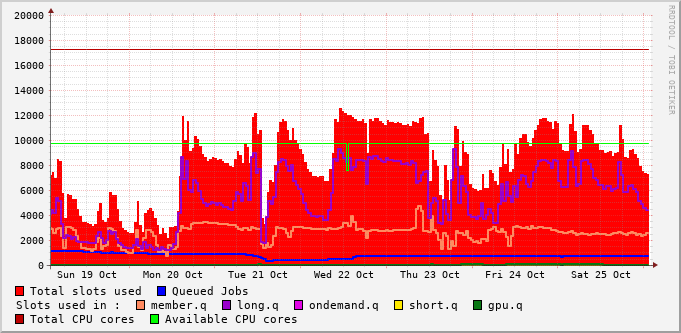 20000
18000
16000
14000
12000
10000
8000
6000
4000
2000
0
Sun 19 Oct Mon 20 Oct Tue 21 Oct Wed 22 Oct Thu 23 Oct Fri 24 Oct Sat 25 Oct
RRDTOOL / TOBI OETIKER
Total slots used Queued Jobs
Slots used in : member.q long.q ondemand.q short.q gpu.q
Total CPU cores Available CPU cores